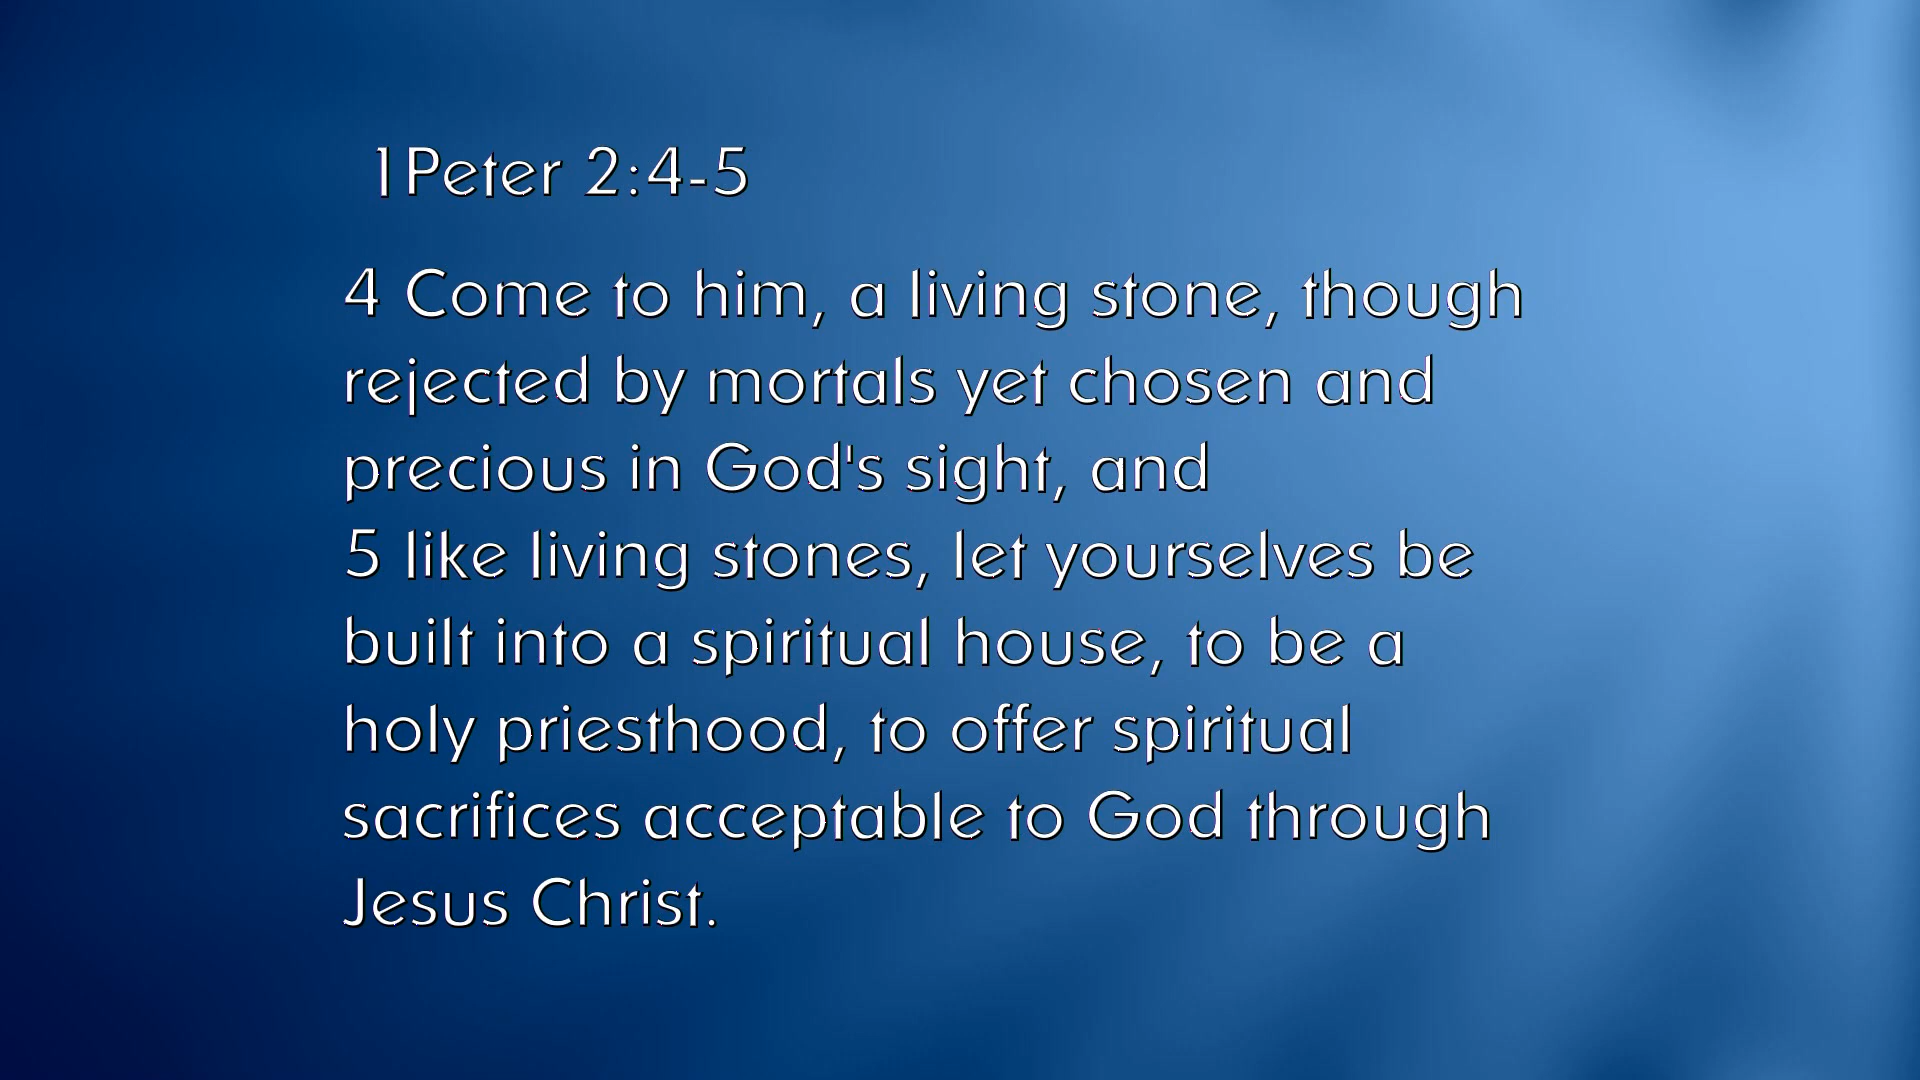 1Peter 2:4-5
4 Come to him, a living stone, though
rejected by mortals yet chosen and
precious in God's sight, and
5 like living stones, let yourselves be
built into a spiritual house, to be a
holy priesthood, to offer spiritual
sacrifices acceptable to God through
Jesus Christ.